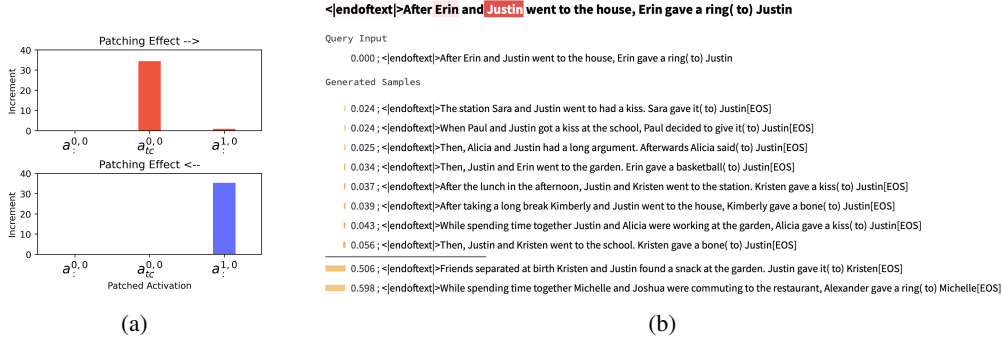 Patching Effect -->
Increment
40
30
20
10
0
a:0, 0
atc0, 0
a:1, 0
Patching Effect <--
Increment
40
30
20
10
0
a:0, 0
atc0, 0
a:1, 0
Patched Activation
(a)
<|endoftext|>After Erin and Justin went to the house, Erin gave a ring( to) Justin
Query Input
0.000 ; <|endoftext|>After Erin and Justin went to the house, Erin gave a ring( to) Justin
Generated Samples
0.024 ; <|endoftext|>The station Sara and Justin went to had a kiss. Sara gave it( to) Justin[EOS]
0.024 ; <|endoftext|>When Paul and Justin got a kiss at the school, Paul decided to give it( to) Justin[EOS]
0.025 ; <|endoftext|>Then, Alicia and Justin had a long argument. Afterwards Alicia said( to) Justin[EOS]
0.034 ; <|endoftext|>Then, Justin and Erin went to the garden. Erin gave a basketball( to) Justin[EOS]
0.037 ; <|endoftext|>After the lunch in the afternoon, Justin and Kristen went to the station. Kristen gave a kiss( to) Justin[EOS]
0.039 ; <|endoftext|>After taking a long break Kimberly and Justin went to the house, Kimberly gave a bone( to) Justin[EOS]
0.043 ; <|endoftext|>While spending time together Justin and Alicia were working at the garden, Alicia gave a kiss( to) Justin[EOS]
0.056 ; <|endoftext|>Then, Justin and Kristen went to the school. Kristen gave a bone( to) Justin[EOS]
0.506 ; <|endoftext|>Friends separated at birth Kristen and Justin found a snack at the garden. Justin gave it( to) Kristen[EOS]
0.598 ; <|endoftext|>While spending time together Michelle and Joshua were commuting to the restaurant, Alexander gave a ring( to) Michelle[EOS]
(b)